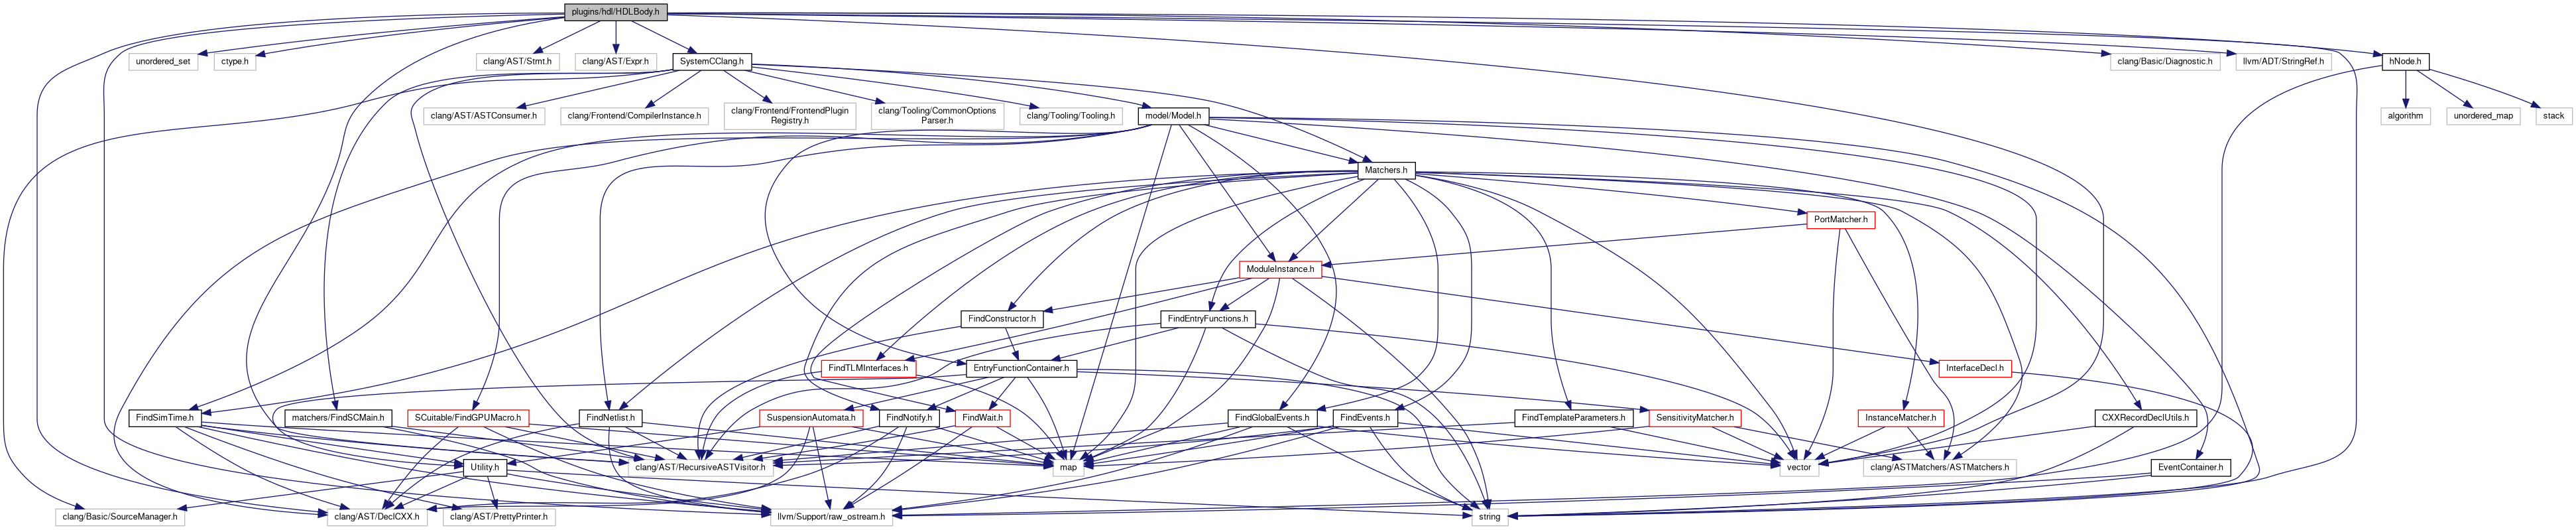 plugins/hdl/HDLBody.h
unordered_set
ctype.h
clang/AST/Stmt.h
clang/AST/Expr.h
SystemCClang.h
clang/Basic/Diagnostic.h
llvm/ADT/StringRef.h
hNode.h
clang/AST/ASTConsumer.h
clang/Frontend/CompilerInstance.h
clang/Frontend/FrontendPlugin
Registry.h
clang/Tooling/CommonOptions
Parser.h
clang/Tooling/Tooling.h
model/Model.h
algorithm
unordered_map
stack
Matchers.h
PortMatcher.h
ModuleInstance.h
FindConstructor.h
FindEntryFunctions.h
FindTLMInterfaces.h
EntryFunctionContainer.h
InterfaceDecl.h
FindSimTime.h
matchers/FindSCMain.h
SCuitable/FindGPUMacro.h
FindNetlist.h
SuspensionAutomata.h
FindNotify.h
FindWait.h
FindGlobalEvents.h
FindEvents.h
FindTemplateParameters.h
SensitivityMatcher.h
InstanceMatcher.h
CXXRecordDeclUtils.h
Utility.h
clang/AST/RecursiveASTVisitor.h
map
vector
clang/ASTMatchers/ASTMatchers.h
EventContainer.h
clang/Basic/SourceManager.h
clang/AST/DeclCXX.h
clang/AST/PrettyPrinter.h
llvm/Support/raw_ostream.h
string